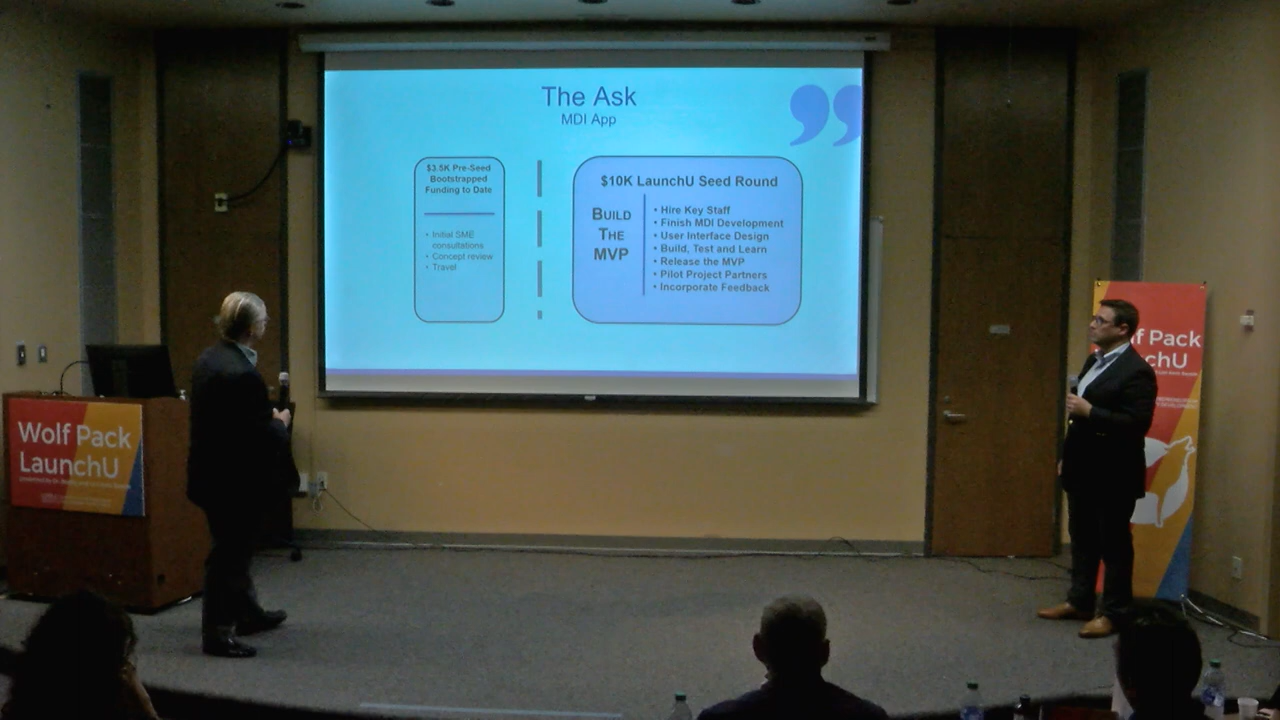 The Ask
MDI App
$3.5K Pre-Seed
Bootstrapped
Funding to Date
• Initial SME
consultations
• Concept review
• Travel
$10K LaunchU Seed Round
BUILD
THE
MVP
• Hire Key Staff
• Finish MDI Development
• User Interface Design
• Build, Test and Learn
• Release the MVP
• Pilot Project Partners
• Incorporate Feedback
Wolf Pack
LaunchU
f Pack
chU